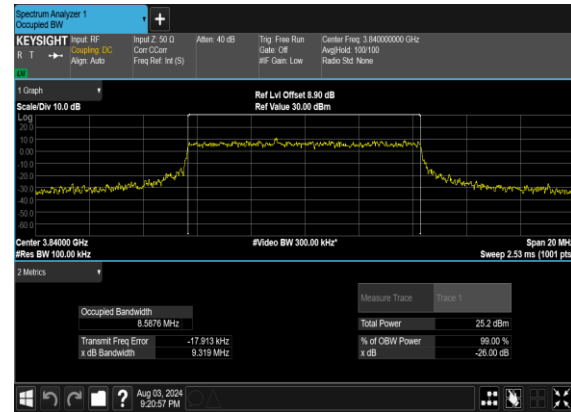 Spectrum Analyzer 1
Occupied BW
+
KEYSIGHT
R T
LM
Input: RF
Coupling: DC
Align: Auto
Input Z: 50 Ω
Corr CCorr
Freq Ref: Int (S)
Atten: 40 dB
Trig: Free Run
Gate: Off
#IF Gain: Low
Center Freq: 3.840000000 GHz
Avg|Hold: 100/100
Radio Std: None
1 Graph
Scale/Div 10.0 dB
Ref Lvl Offset 8.90 dB
Ref Value 30.00 dBm
Log
20.0
10.0
0.00
-10.0
-20.0
-30.0
-40.0
-50.0
-60.0
Center 3.84000 GHz
#Res BW 100.00 kHz
#Video BW 300.00 kHz*
Span 20 MHz
Sweep 2.53 ms (1001 pts
2 Metrics
Measure Trace Trace 1
Occupied Bandwidth
8.5876 MHz
Total Power 25.2 dBm
Transmit Freq Error -17.913 kHz
% of OBW Power 99.00 %
x dB Bandwidth 9.319 MHz
x dB -26.00 dB
?
Aug 03, 2024
9:20:57 PM